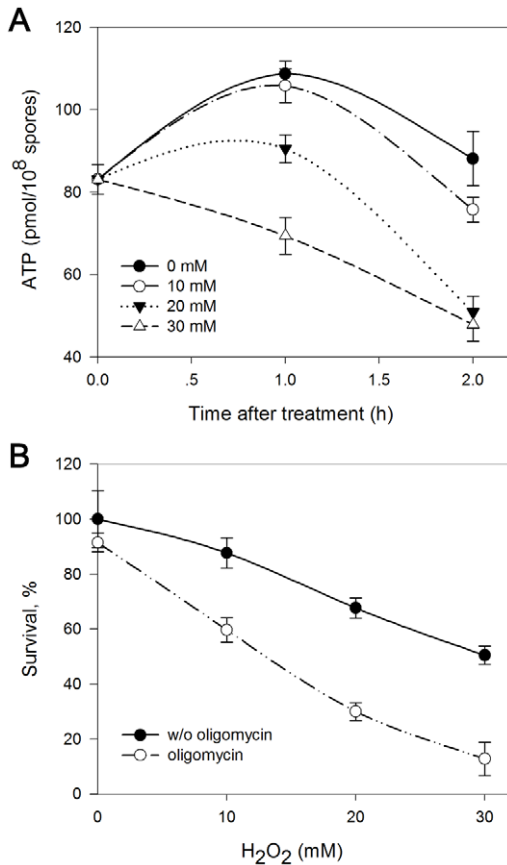 A
ATP (pmol/10⁸ spores)
120
100
80
60
40
0 mM
10 mM
20 mM
30 mM
0.0 .5 1.0 1.5 2.0
Time after treatment (h)
B
Survival, %
120
100
80
60
40
20
0
w/o oligomycin
oligomycin
0 10 20 30
H₂O₂ (mM)